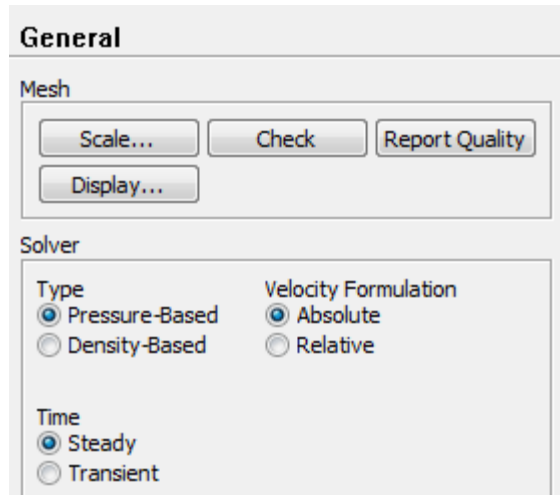 General
Mesh
Scale... Check Report Quality
Display...
Solver
Type Velocity Formulation
Pressure-Based Absolute
Density-Based Relative
Time
Steady
Transient